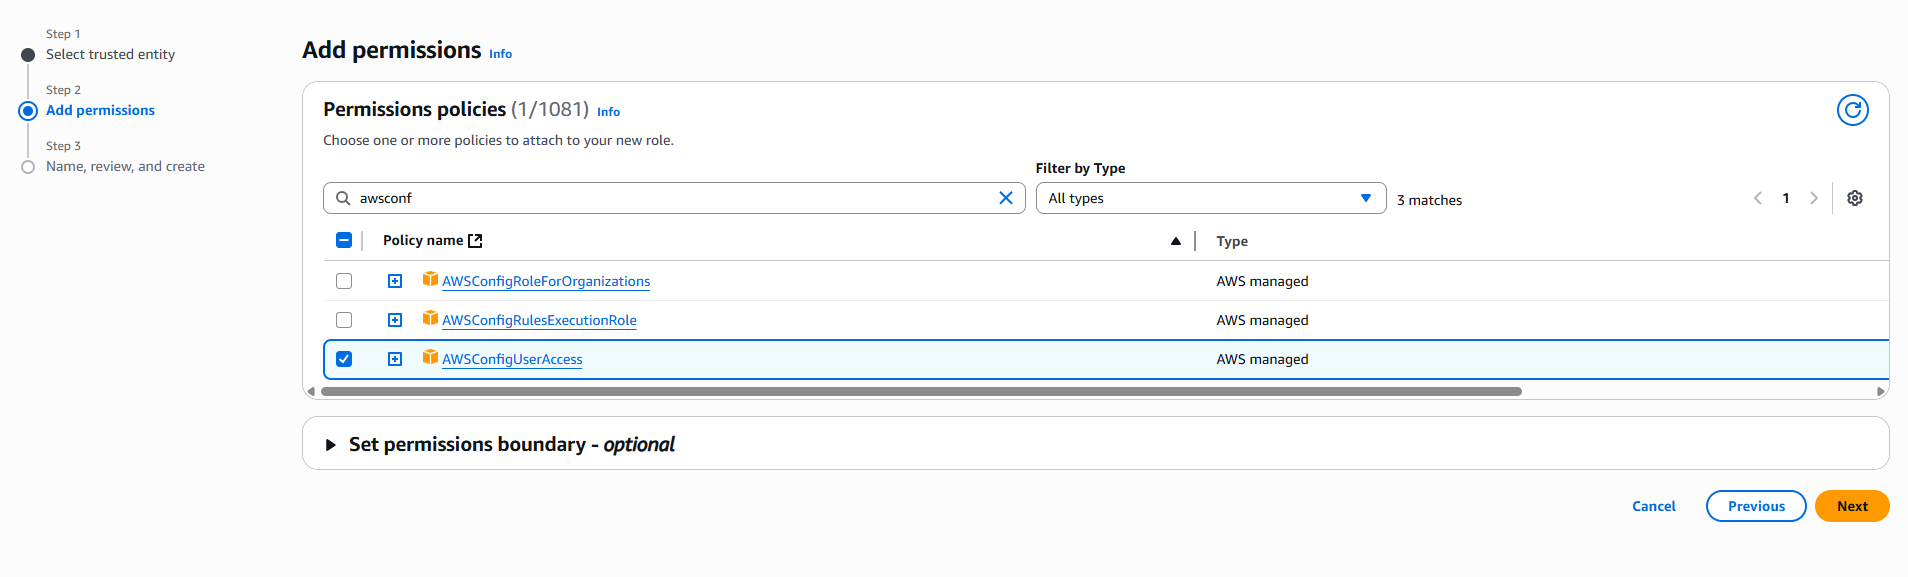 Step 1
Select trusted entity
Step 2
Add permissions
Step 3
Name, review, and create
Add permissions Info
Permissions policies (1/1081) Info
Choose one or more policies to attach to your new role.
Filter by Type
awsconf
All types
3 matches
1
Policy name
Type
AWSConfigRoleForOrganizations
AWS managed
AWSConfigRulesExecutionRole
AWS managed
AWSConfigUserAccess
AWS managed
Set permissions boundary - optional
Cancel
Previous
Next